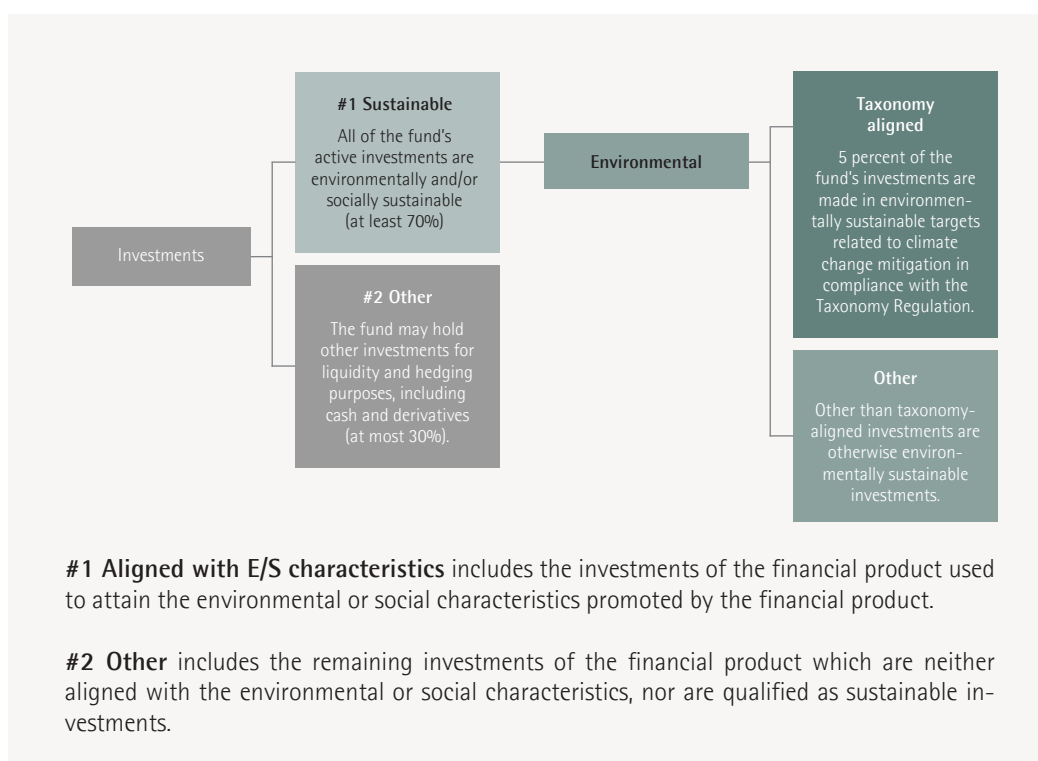 Investments
#1 Sustainable
All of the fund's
active investments are
environmentally and/or
socially sustainable
(at least 70%)
#2 Other
The fund may hold
other investments for
liquidity and hedging
purposes, including
cash and derivatives
(at most 30%).
Environmental
Taxonomy
aligned
5 percent of the
fund's investments are
made in environmen-
tally sustainable targets
related to climate
change mitigation in
compliance with the
Taxonomy Regulation.
Other
Other than taxonomy-
aligned investments are
otherwise environ-
mentally sustainable
investments.
#1 Aligned with E/S characteristics includes the investments of the financial product used
to attain the environmental or social characteristics promoted by the financial product.
#2 Other includes the remaining investments of the financial product which are neither
aligned with the environmental or social characteristics, nor are qualified as sustainable in-
vestments.